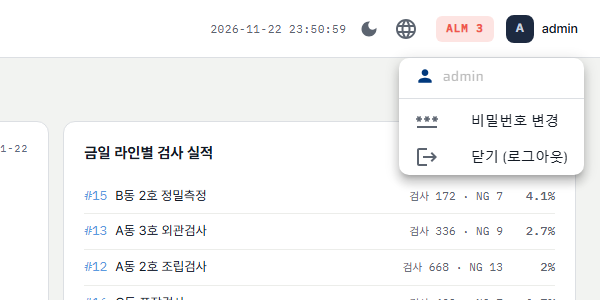 2026-11-22 23:50:59 ALM 3 A admin
admin
비밀번호 변경
닫기 (로그아웃)
1-22
금일 라인별 검사 실적
#15 B동 2호 정밀측정 검사 172 · NG 7 4.1%
#13 A동 3호 외관검사 검사 336 · NG 9 2.7%
#12 A동 2호 조립검사 검사 668 · NG 13 2%